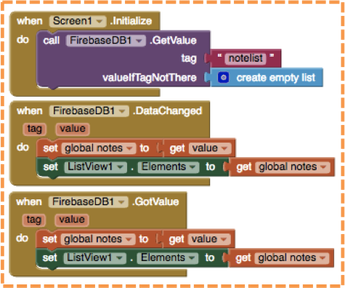 when Screen1 .Initialize
do call FirebaseDB1 .GetValue
tag " notelist "
valueIfTagNotThere create empty list
when FirebaseDB1 .DataChanged
tag value
do set global notes to get value
set ListView1 . Elements to get global notes
when FirebaseDB1 .GotValue
tag value
do set global notes to get value
set ListView1 . Elements to get global notes